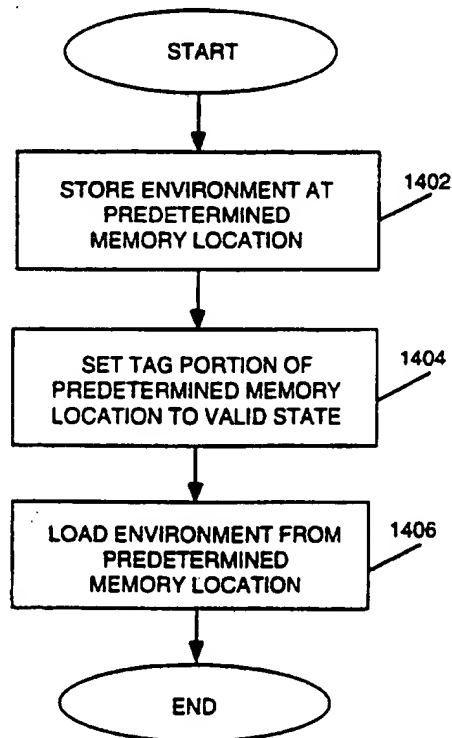 START
STORE ENVIRONMENT AT
PREDETERMINED
MEMORY LOCATION
1402
SET TAG PORTION OF
PREDETERMINED MEMORY
LOCATION TO VALID STATE
1404
LOAD ENVIRONMENT FROM
PREDETERMINED
MEMORY LOCATION
1406
END